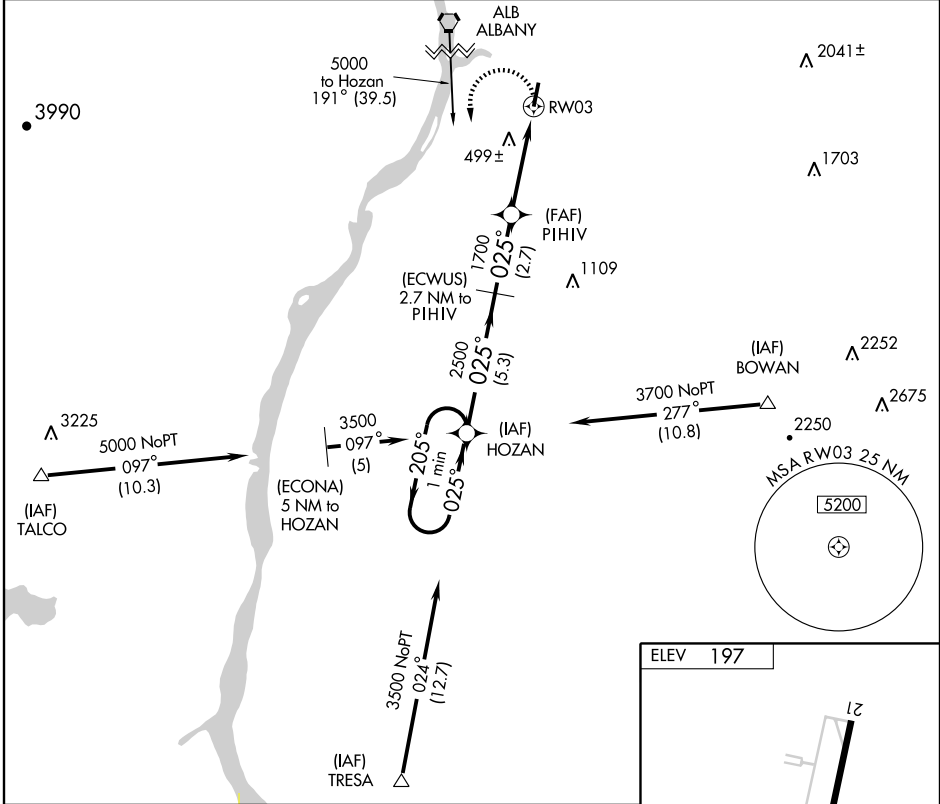 ALB
ALBANY
5000
to Hozan
191° (39.5)
2041±
3990
RW03
499±
1703
(FAF)
PIHIV
1700
025°
(2.7)
(ECWUS)
2.7 NM to
PIHIV
1109
2500
025°
(5.3)
(IAF)
BOWAN
2252
3700 NoPT
277°
(10.8)
2675
3225
5000 NoPT
097°
(10.3)
3500
097°
(5)
(IAF)
HOZAN
2250
205°
1 min
025°
(ECONA)
5 NM to
HOZAN
(IAF)
TALCO
MSA RW03 25 NM
5200
3500 NoPT
024°
(12.7)
ELEV 197
21
(IAF)
TRESA